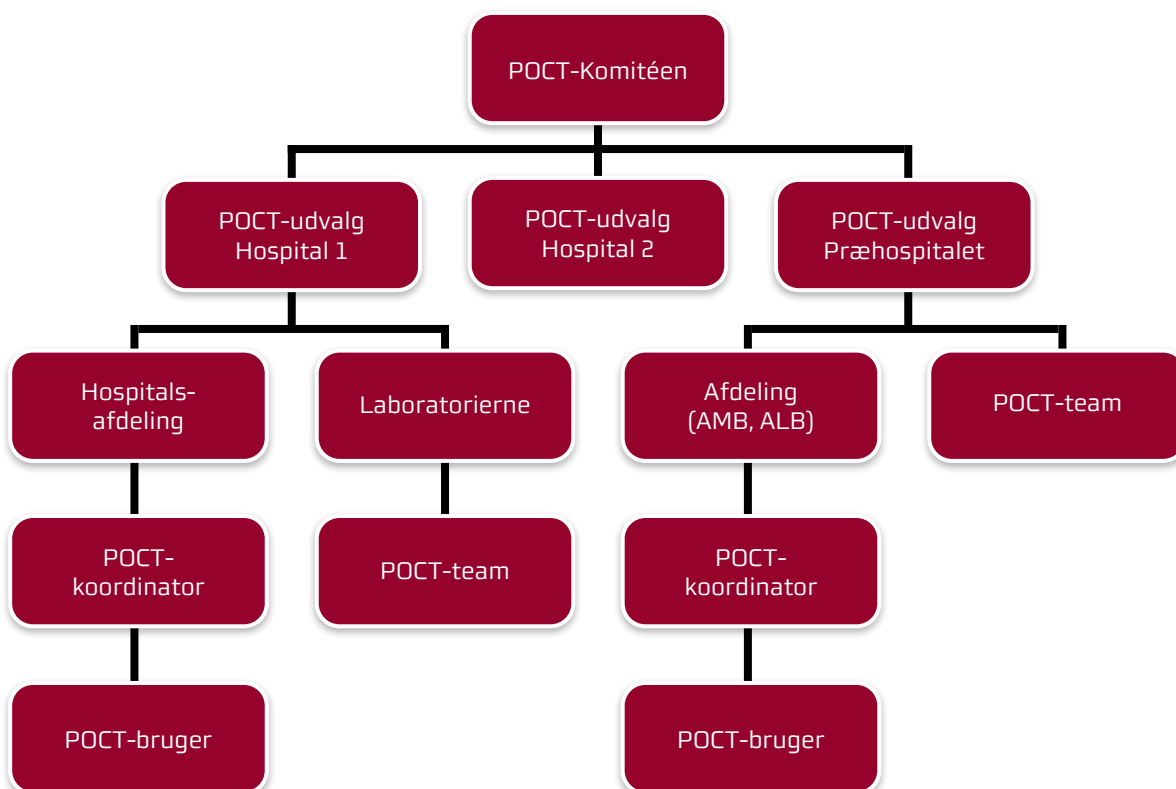 POCT-Komitéen
POCT-udvalg
Hospital 1
POCT-udvalg
Hospital 2
POCT-udvalg
Præhospitalet
Hospitals-
afdeling
Laboratorierne
Afdeling
(AMB, ALB)
POCT-team
POCT-
koordinator
POCT-team
POCT-
koordinator
POCT-bruger
POCT-bruger